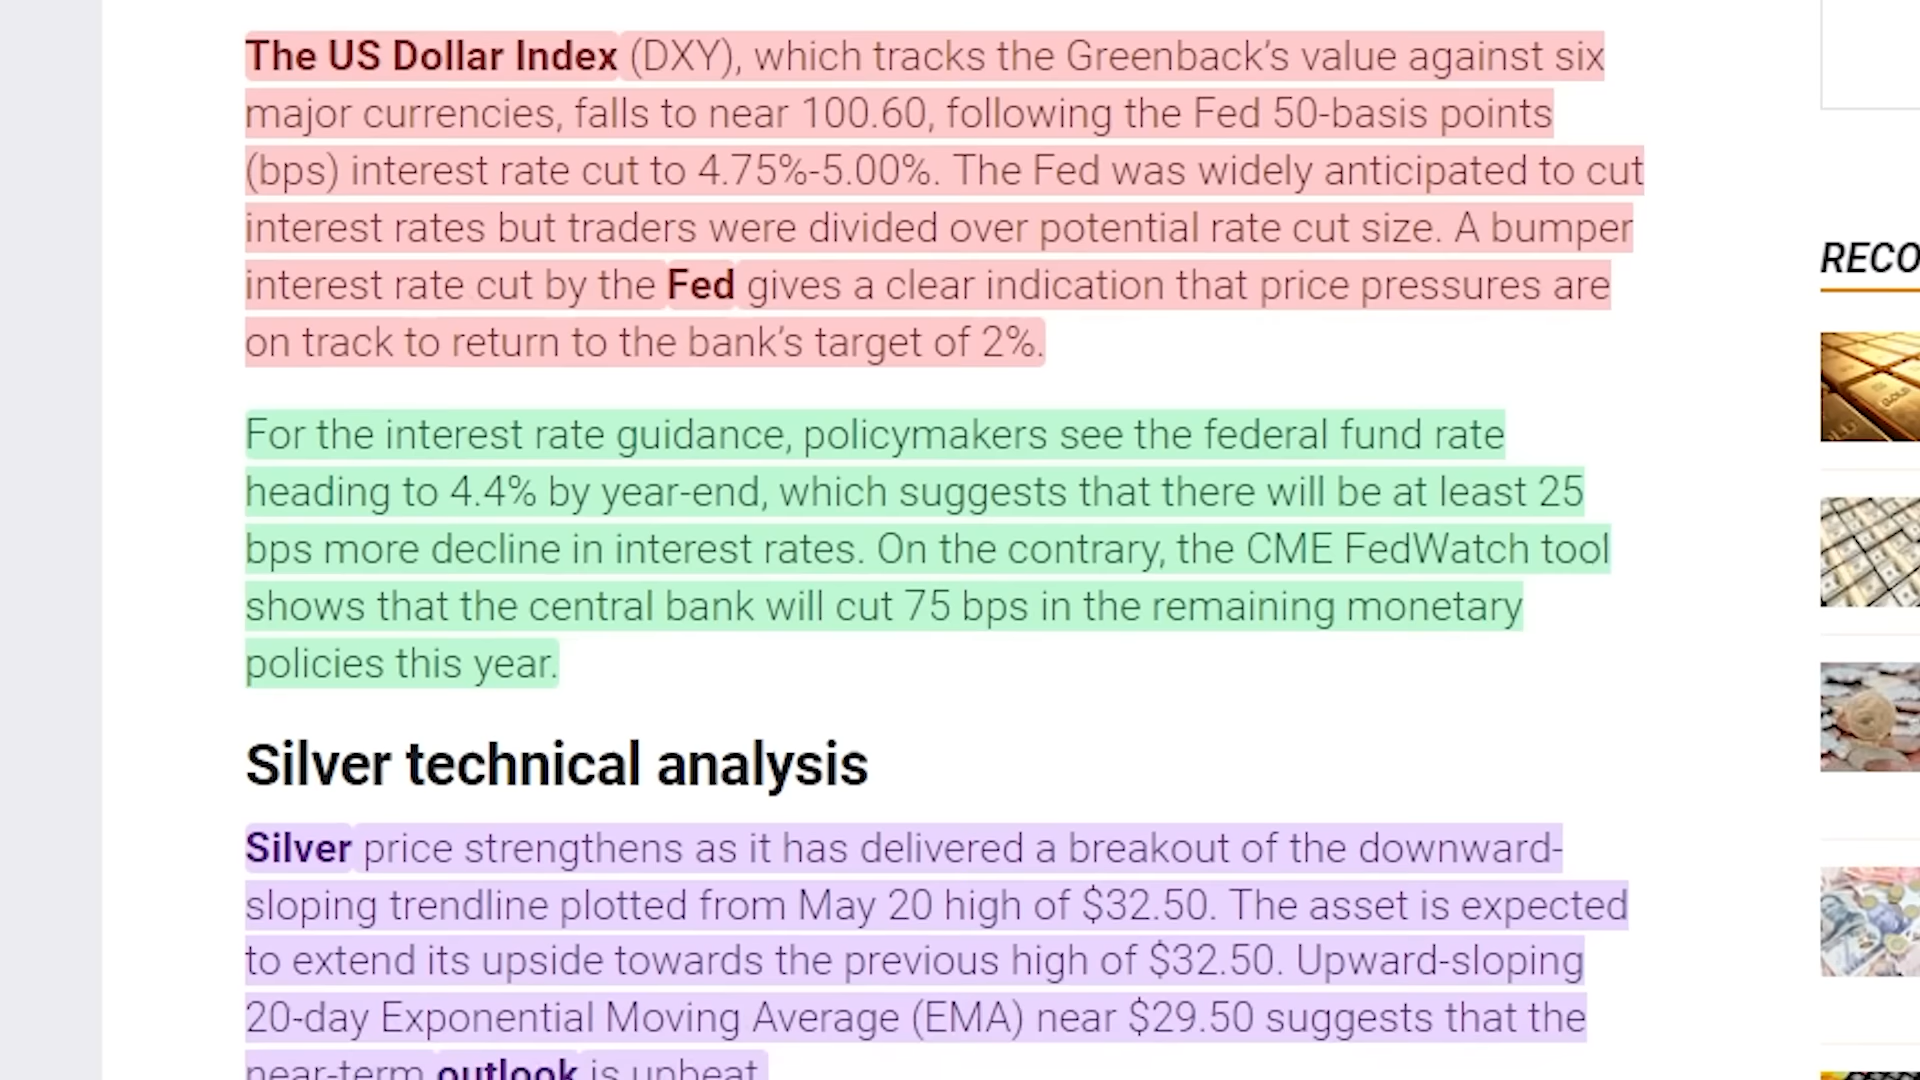 The US Dollar Index (DXY), which tracks the Greenback’s value against six
major currencies, falls to near 100.60, following the Fed 50-basis points
(bps) interest rate cut to 4.75%-5.00%. The Fed was widely anticipated to cut
interest rates but traders were divided over potential rate cut size. A bumper
interest rate cut by the Fed gives a clear indication that price pressures are
on track to return to the bank’s target of 2%.
For the interest rate guidance, policymakers see the federal fund rate
heading to 4.4% by year-end, which suggests that there will be at least 25
bps more decline in interest rates. On the contrary, the CME FedWatch tool
shows that the central bank will cut 75 bps in the remaining monetary
policies this year.
Silver technical analysis
Silver price strengthens as it has delivered a breakout of the downward-
sloping trendline plotted from May 20 high of $32.50. The asset is expected
to extend its upside towards the previous high of $32.50. Upward-sloping
20-day Exponential Moving Average (EMA) near $29.50 suggests that the
near-term outlook is upbeat.
RECO